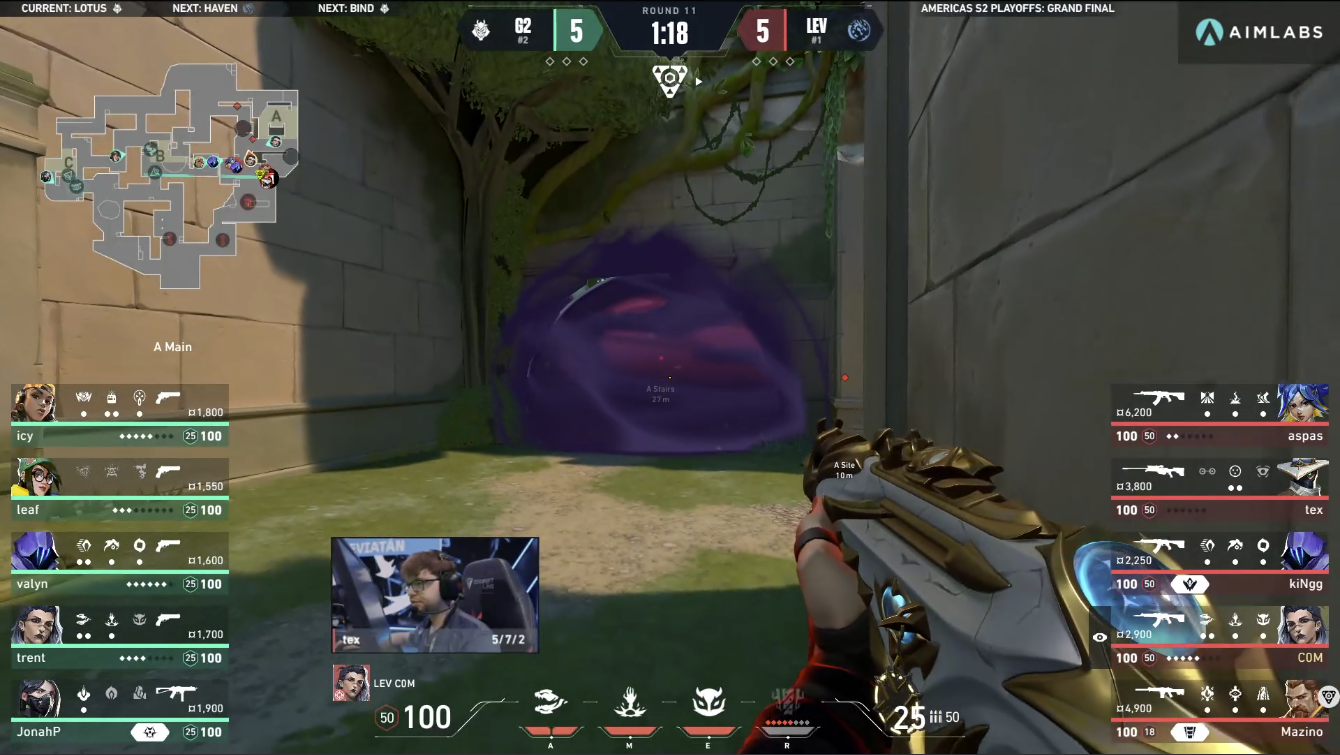 CURRENT: LOTUS
NEXT: HAVEN
NEXT: BIND
G2
#2
5
ROUND 11
1:18
5
LEV
#1
AMERICAS S2 PLAYOFFS: GRAND FINAL
AIMLABS
A
B
C
A Main
A Stairs
27 m
A Site
10m
1,800
icy
25 100
1,550
leaf
25 100
1,600
valyn
25 100
1,700
trent
25 100
1,900
JonahP
25 100
6,200
100 50
aspas
3,800
100 50
tex
2,250
100 50
kiNgg
2,900
100 50
C0M
4,900
100 18
Mazino
EVIATÁN
tex
5/7/2
LEV C0M
50 100
A
M
E
R
25 50